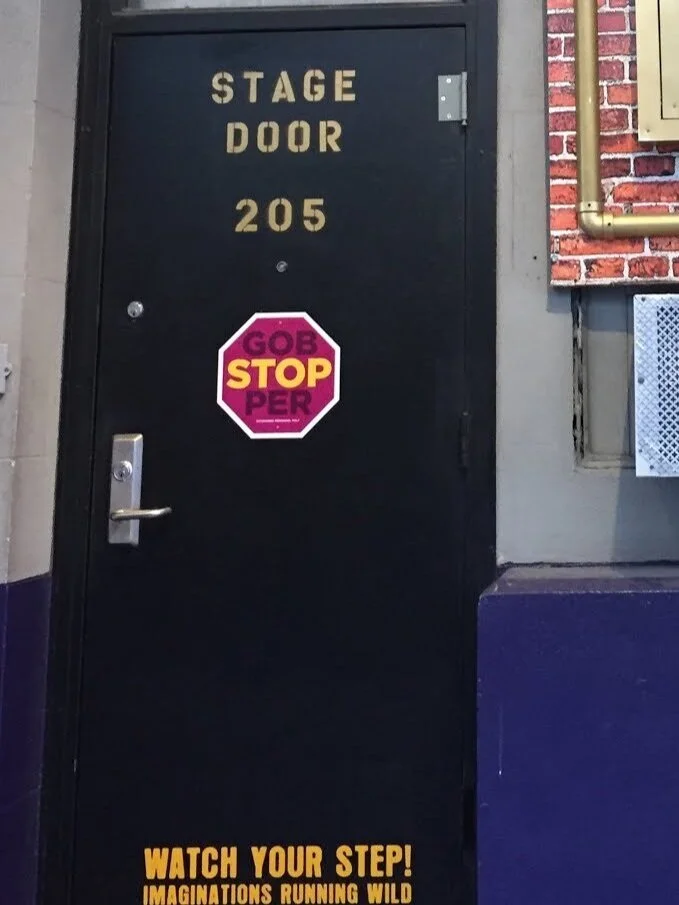 STAGE
DOOR
205
GOB
STOP
PER
WATCH YOUR STEP!
IMAGINATIONS RUNNING WILD